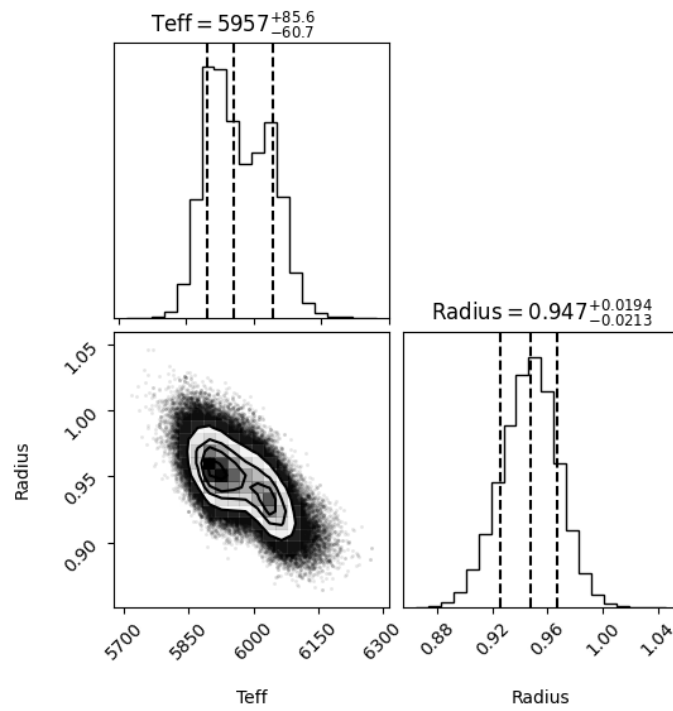 Teff = 5957+85.6−60.7
Radius = 0.947+0.0194−0.0213
1.05
1.00
0.95
0.90
Radius
5700 5850 6000 6150 6300
0.88 0.92 0.96 1.00 1.04
Teff
Radius